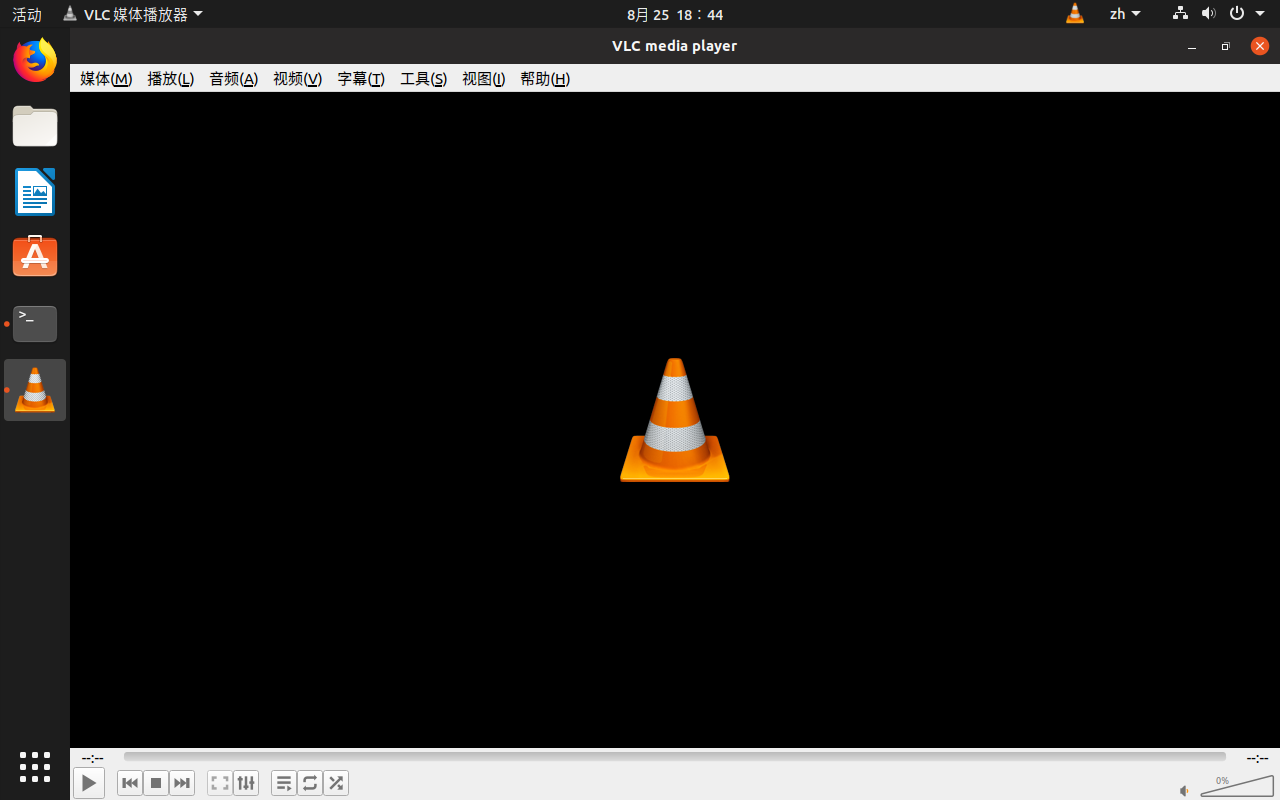 活动 VLC 媒体播放器 8月 25 18：44 zh
VLC media player
媒体(M) 播放(L) 音频(A) 视频(V) 字幕(T) 工具(S) 视图(I) 帮助(H)
--:-- --:--
0%